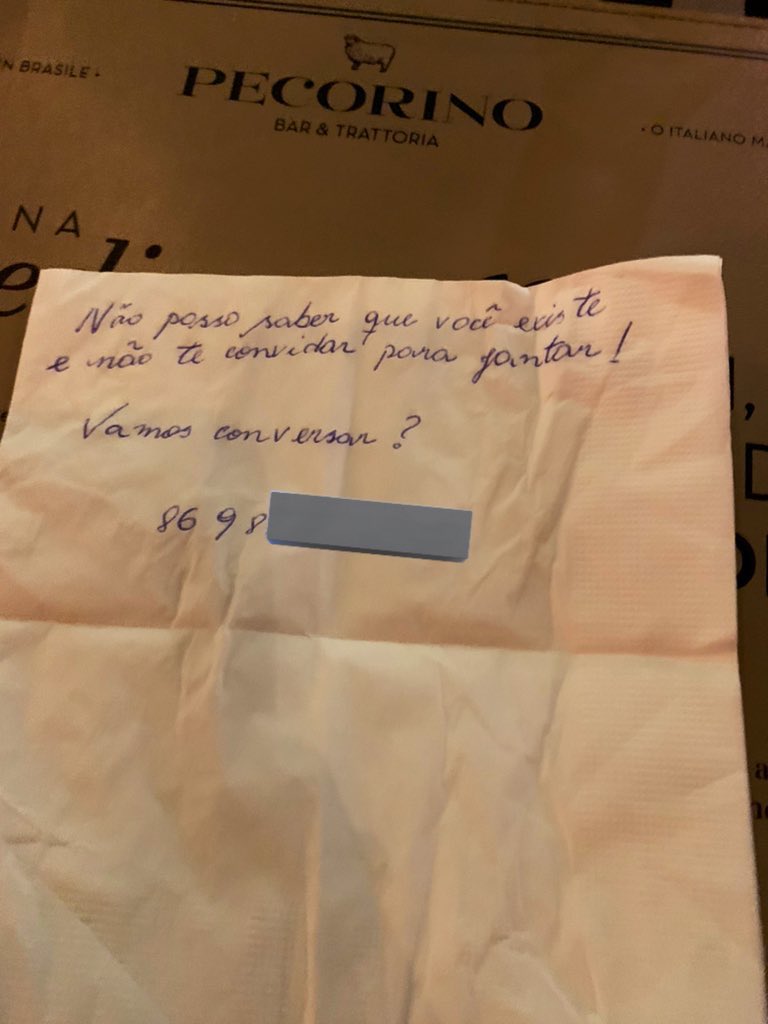 N BRASILE •
PECORINO
BAR & TRATTORIA
• O ITALIANO MA
NA
Não posso saber que você existe
e não te convidar para jantar!
Vamos conversar?
86 98